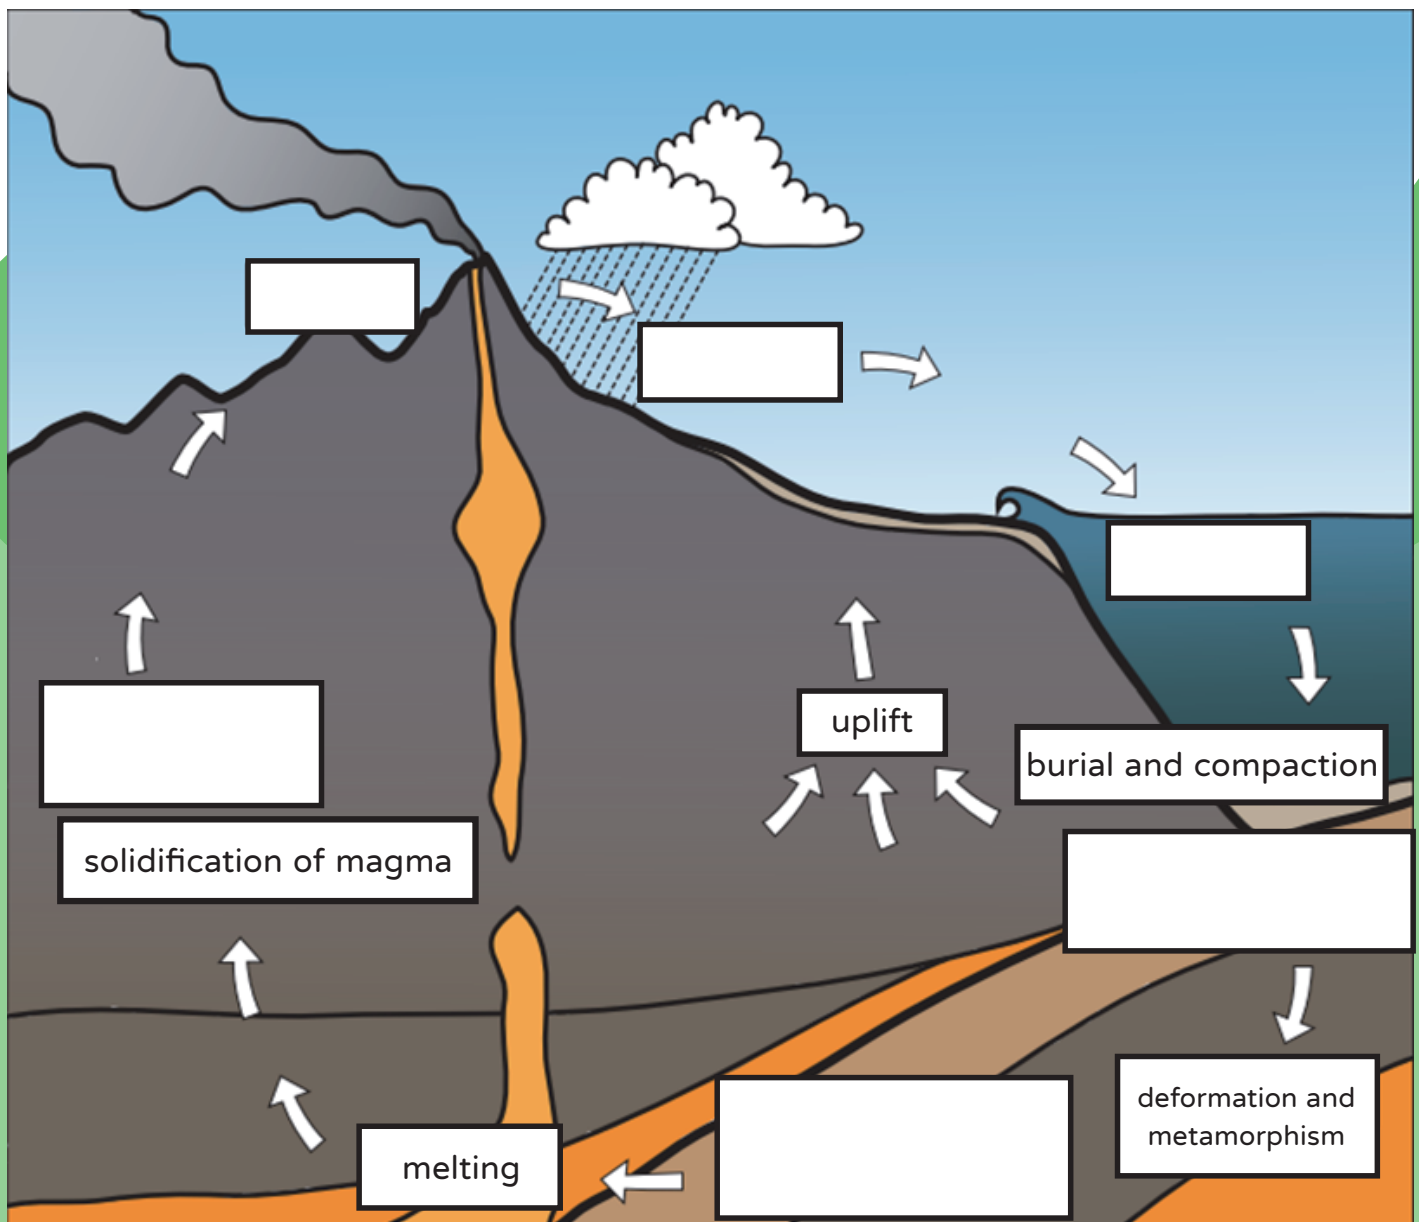 uplift
burial and compaction
solidification of magma
deformation and
metamorphism
melting